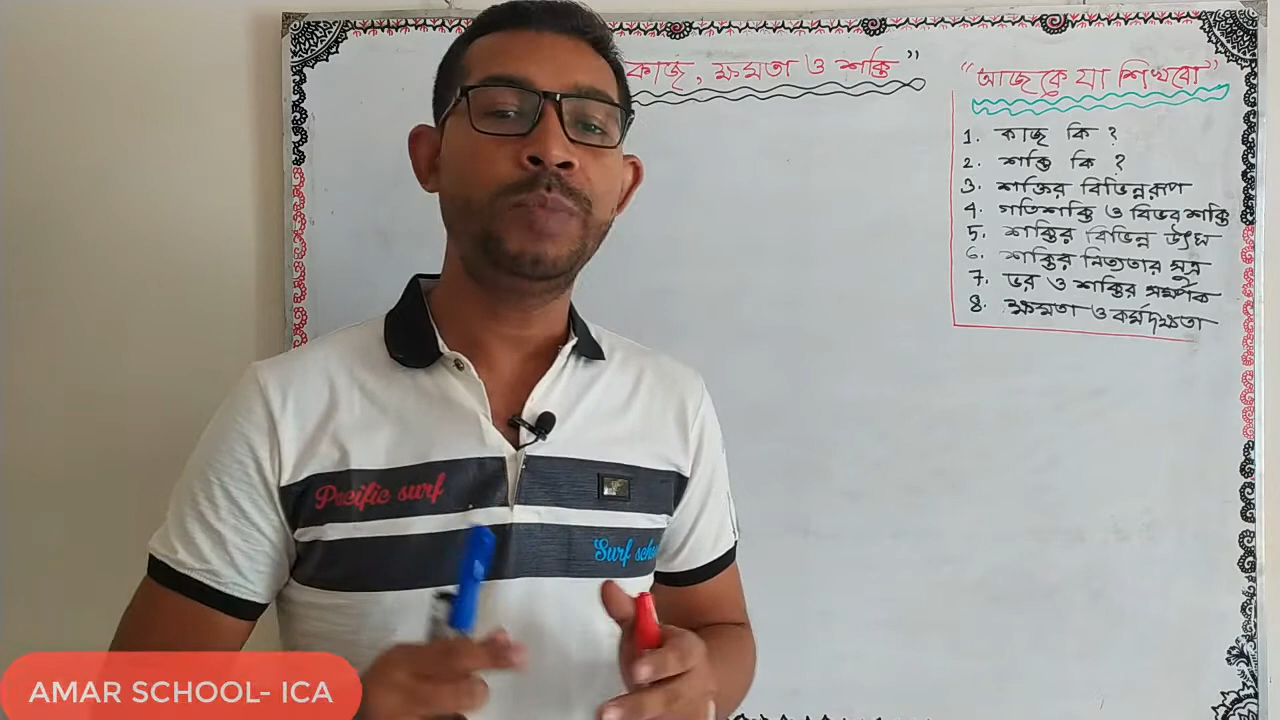 কাজ, ক্ষমতা ও শক্তি”
“আজকে যা শিখবো”
1. কাজ কি ?
2. শক্তি কি ?
3. শক্তির বিভিন্নরূপ
4. গতিশক্তি ও বিভব শক্তি
5. শক্তির বিভিন্ন উৎস
6. শক্তির নিত্যতার সূত্র
7. ভর ও শক্তির সম্পর্ক
8. ক্ষমতা ও কর্মদক্ষতা
Pacific surf
Surf scho
AMAR SCHOOL- ICA